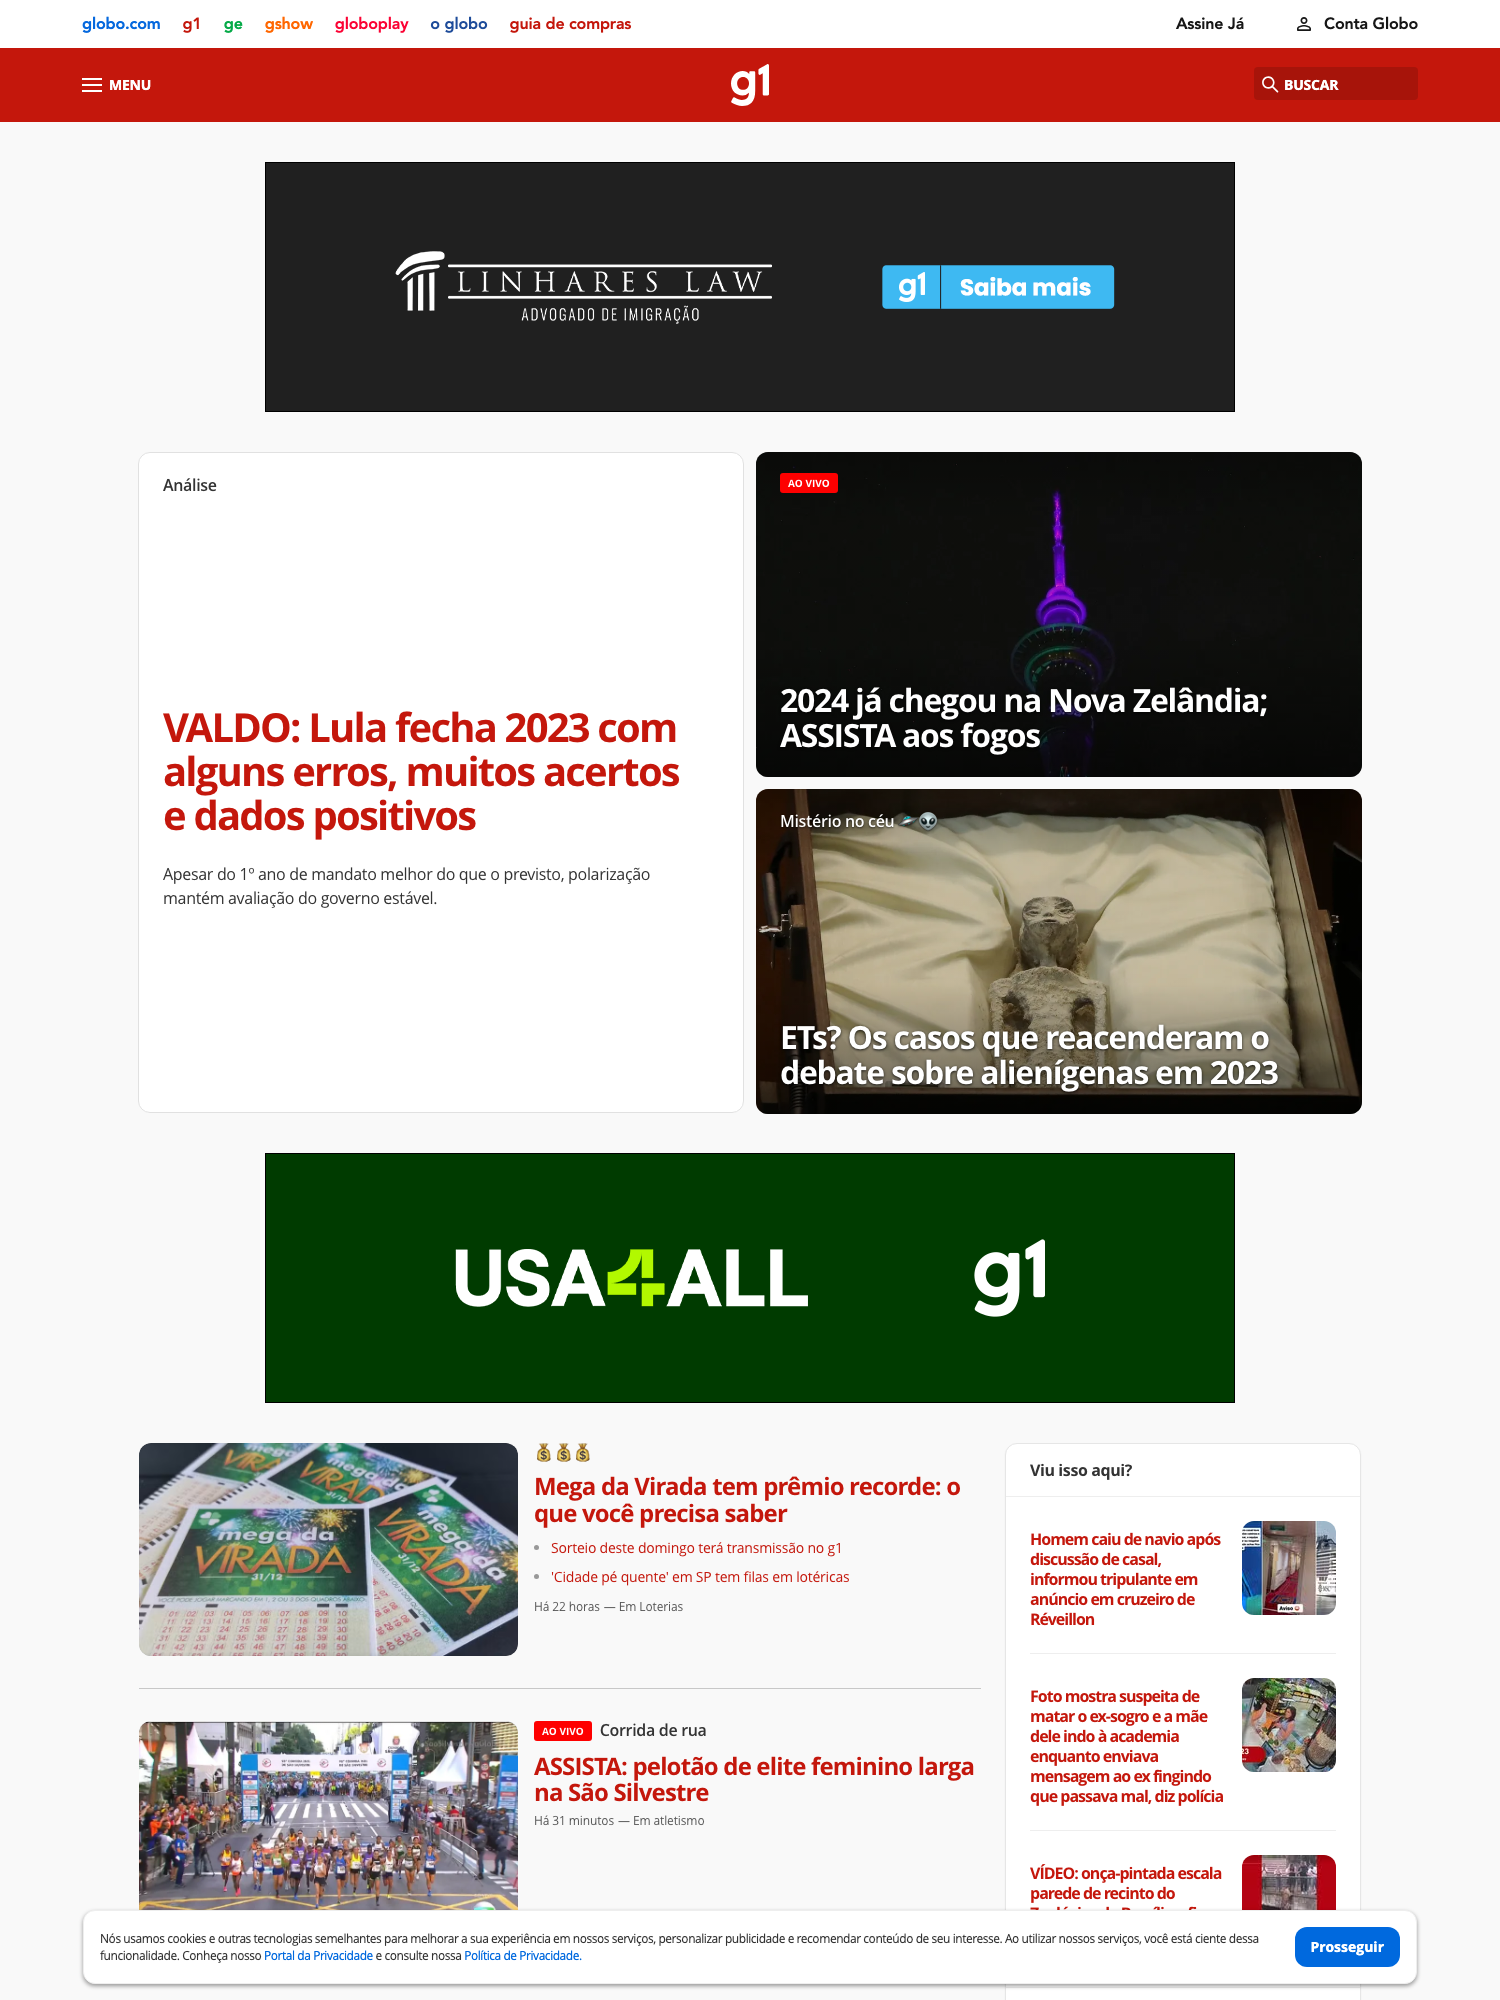 globo.com g1 ge gshow globoplay o globo guia de compras Assine Já Conta Globo
MENU g1 BUSCAR
LINHARES LAW
ADVOGADO DE IMIGRAÇÃO
g1 Saiba mais
Análise
VALDO: Lula fecha 2023 com
alguns erros, muitos acertos
e dados positivos
Apesar do 1º ano de mandato melhor do que o previsto, polarização
mantém avaliação do governo estável.
AO VIVO
2024 já chegou na Nova Zelândia;
ASSISTA aos fogos
Mistério no céu 🛸👽
ETs? Os casos que reacenderam o
debate sobre alienígenas em 2023
USA4ALL g1
mega da
VIRADA
31/12
💰💰💰
Mega da Virada tem prêmio recorde: o
que você precisa saber
Sorteio deste domingo terá transmissão no g1
'Cidade pé quente' em SP tem filas em lotéricas
Há 22 horas — Em Loterias
AO VIVO Corrida de rua
ASSISTA: pelotão de elite feminino larga
na São Silvestre
Há 31 minutos — Em atletismo
Viu isso aqui?
Homem caiu de navio após
discussão de casal,
informou tripulante em
anúncio em cruzeiro de
Réveillon
Foto mostra suspeita de
matar o ex-sogro e a mãe
dele indo à academia
enquanto enviava
mensagem ao ex fingindo
que passava mal, diz polícia
VÍDEO: onça-pintada escala
parede de recinto do
Nós usamos cookies e outras tecnologias semelhantes para melhorar a sua experiência em nossos serviços, personalizar publicidade e recomendar conteúdo de seu interesse. Ao utilizar nossos serviços, você está ciente dessa
funcionalidade. Conheça nosso Portal da Privacidade e consulte nossa Política de Privacidade.
Prosseguir